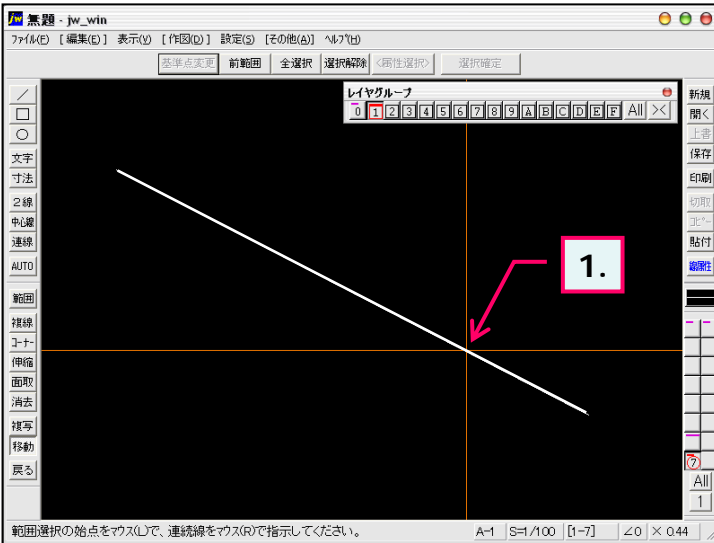 無題 - jw_win
ﾌｧｲﾙ(F) [ 編集(E) ] 表示(V) [ 作図(D) ] 設定(S) [その他(A)] ﾍﾙﾌﾟ(H)
基準点変更 前範囲 全選択 選択解除 <属性選択> 選択確定
レイヤグループ
0 1 2 3 4 5 6 7 8 9 A B C D E F All ><
／
□
○
文字
寸法
２線
中心線
連線
AUTO
範囲
複線
ｺｰﾅｰ
伸縮
面取
消去
複写
移動
戻る
1.
新規
開く
上書
保存
印刷
切取
ｺﾋﾟｰ
貼付
線属性
7
All
1
範囲選択の始点をマウス(L)で、連続線をマウス(R)で指示してください。
A-1 S=1/100 [1-7] ∠0 × 0.44